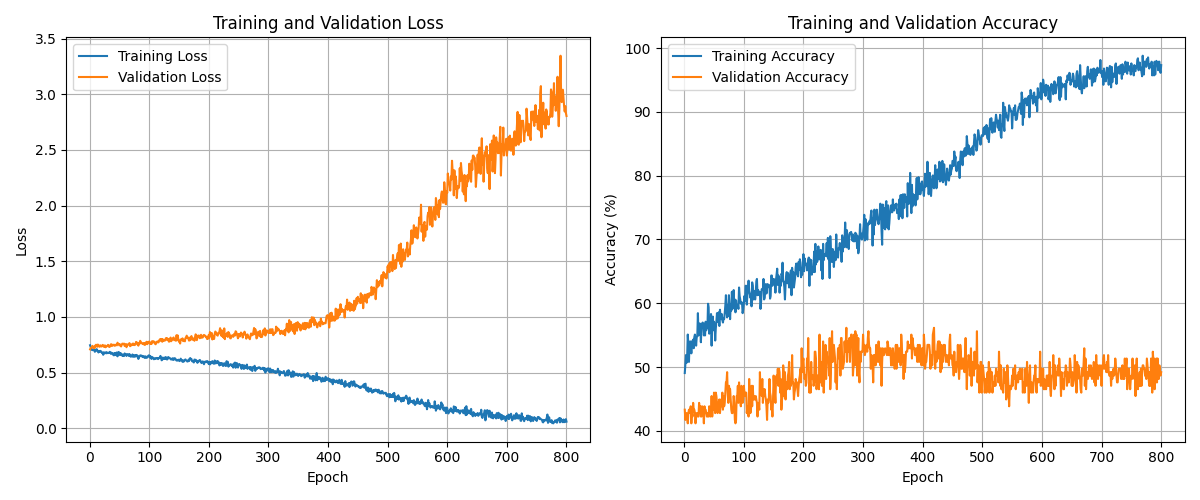 Training and Validation Loss
Training Loss
Validation Loss
3.5
3.0
2.5
2.0
1.5
1.0
0.5
0.0
Loss
0 100 200 300 400 500 600 700 800
Epoch
Training and Validation Accuracy
Training Accuracy
Validation Accuracy
100
90
80
70
60
50
40
Accuracy (%)
0 100 200 300 400 500 600 700 800
Epoch